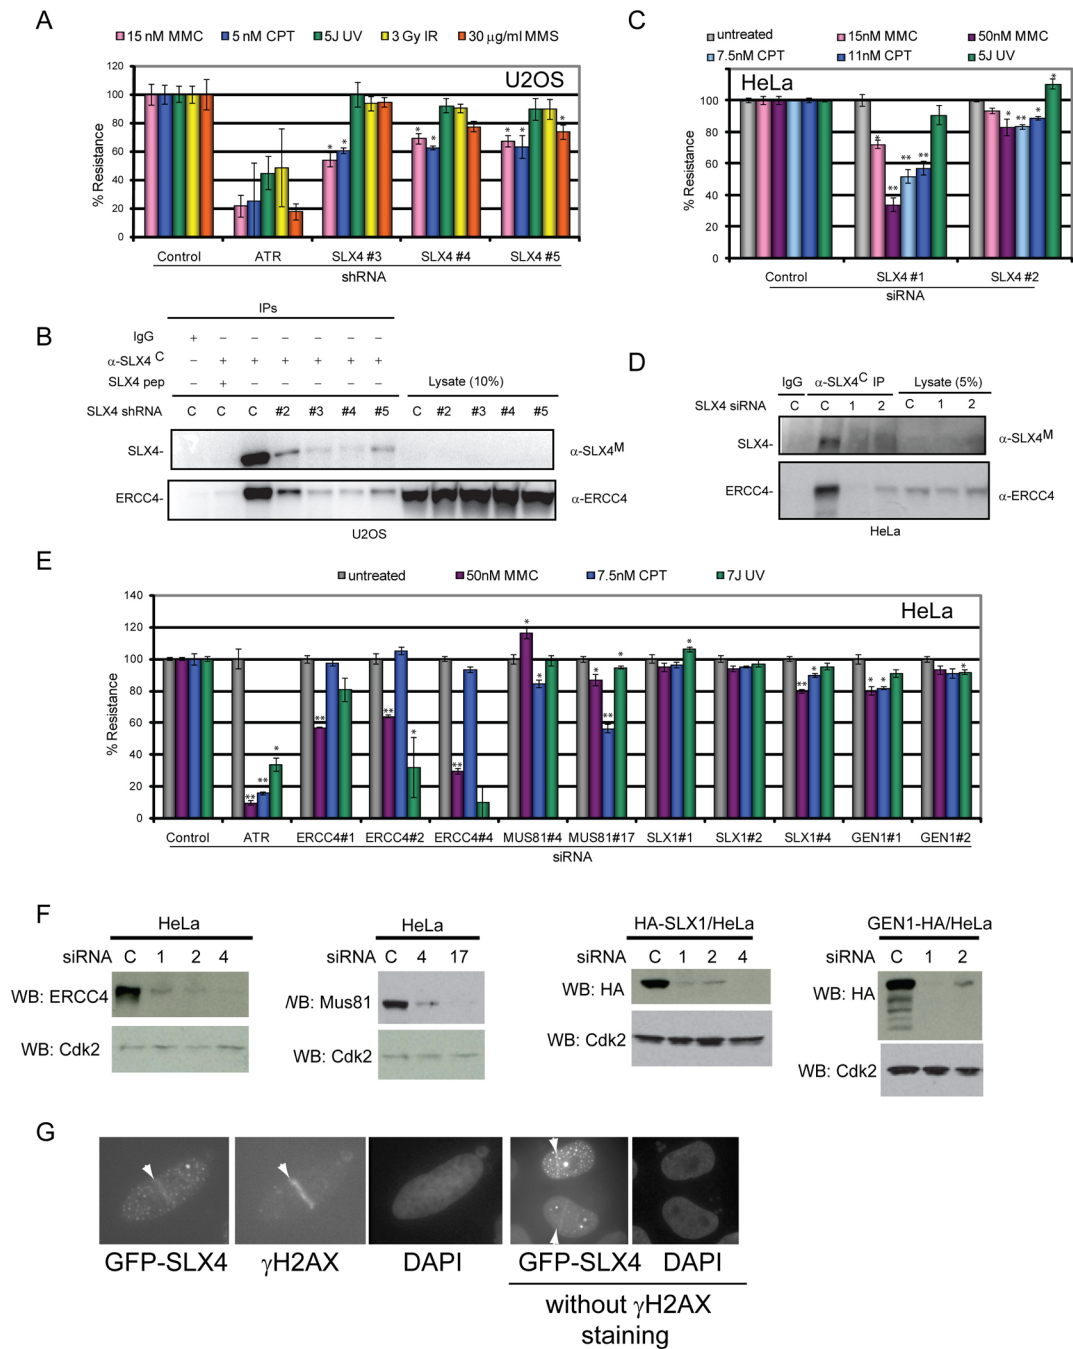 A
15 nM MMC 5 nM CPT 5J UV 3 Gy IR 30 µg/ml MMS
U2OS
% Resistance
120
100
80
60
40
20
0
* * * * * * *
Control ATR SLX4 #3 SLX4 #4 SLX4 #5
shRNA
C
untreated 15nM MMC 50nM MMC
7.5nM CPT 11nM CPT 5J UV
HeLa
% Resistance
120
100
80
60
40
20
0
* ** ** ** * ** * *
Control SLX4 #1 SLX4 #2
siRNA
B
IPs
IgG + – – – – – –
α-SLX4 C – + + + + + +
SLX4 pep – + – – – – –
Lysate (10%)
SLX4 shRNA C C C #2 #3 #4 #5 C #2 #3 #4 #5
SLX4- α-SLX4M
ERCC4- α-ERCC4
U2OS
D
IgG α-SLX4C IP Lysate (5%)
SLX4 siRNA C C 1 2 C 1 2
SLX4- α-SLX4M
ERCC4- α-ERCC4
HeLa
E
untreated 50nM MMC 7.5nM CPT 7J UV
HeLa
% Resistance
140
120
100
80
60
40
20
0
** ** * ** ** * ** * * * ** * * ** * * * *
Control ATR ERCC4#1 ERCC4#2 ERCC4#4 MUS81#4 MUS81#17 SLX1#1 SLX1#2 SLX1#4 GEN1#1 GEN1#2
siRNA
F
HeLa
siRNA C 1 2 4
WB: ERCC4
WB: Cdk2
HeLa
siRNA C 4 17
WB: Mus81
WB: Cdk2
HA-SLX1/HeLa
siRNA C 1 2 4
WB: HA
WB: Cdk2
GEN1-HA/HeLa
siRNA C 1 2
WB: HA
WB: Cdk2
G
GFP-SLX4 γH2AX DAPI GFP-SLX4 DAPI
without γH2AX
staining